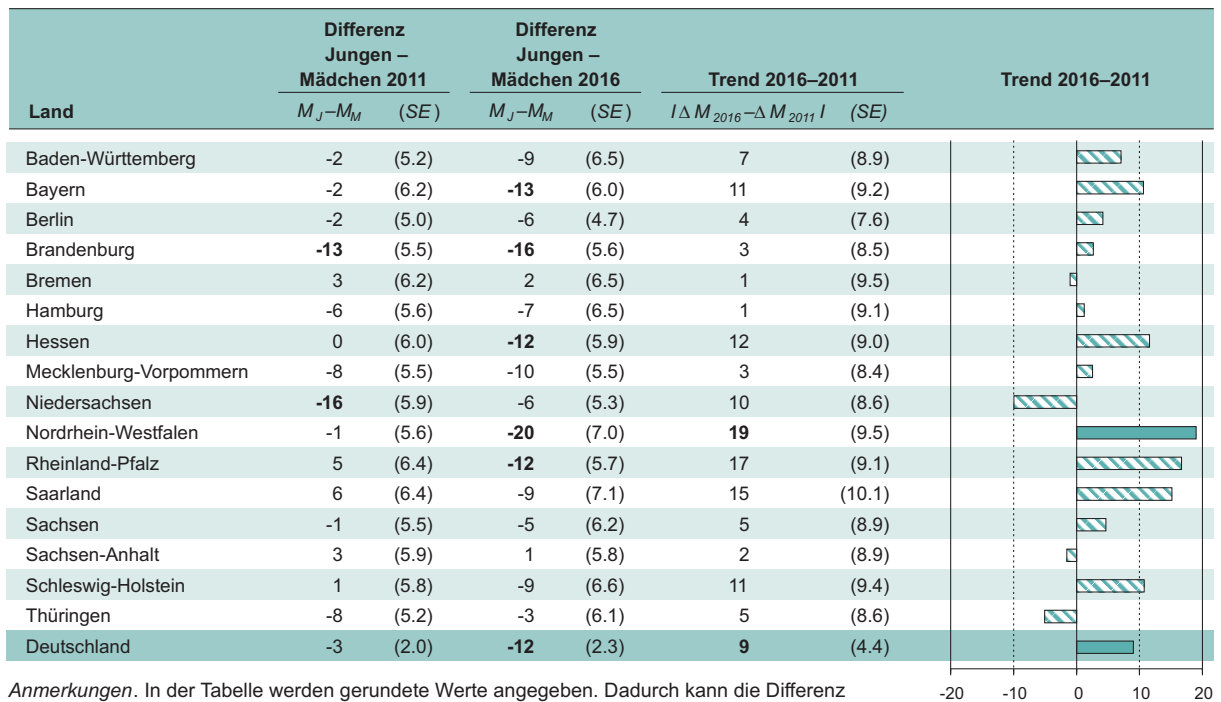 Differenz Differenz
Jungen – Jungen –
Mädchen 2011 Mädchen 2016 Trend 2016–2011 Trend 2016–2011
Land M J–MM (SE) M J–MM (SE) I Δ M 2016–Δ M 2011 I (SE)
Baden-Württemberg -2 (5.2) -9 (6.5) 7 (8.9)
Bayern -2 (6.2) -13 (6.0) 11 (9.2)
Berlin -2 (5.0) -6 (4.7) 4 (7.6)
Brandenburg -13 (5.5) -16 (5.6) 3 (8.5)
Bremen 3 (6.2) 2 (6.5) 1 (9.5)
Hamburg -6 (5.6) -7 (6.5) 1 (9.1)
Hessen 0 (6.0) -12 (5.9) 12 (9.0)
Mecklenburg-Vorpommern -8 (5.5) -10 (5.5) 3 (8.4)
Niedersachsen -16 (5.9) -6 (5.3) 10 (8.6)
Nordrhein-Westfalen -1 (5.6) -20 (7.0) 19 (9.5)
Rheinland-Pfalz 5 (6.4) -12 (5.7) 17 (9.1)
Saarland 6 (6.4) -9 (7.1) 15 (10.1)
Sachsen -1 (5.5) -5 (6.2) 5 (8.9)
Sachsen-Anhalt 3 (5.9) 1 (5.8) 2 (8.9)
Schleswig-Holstein 1 (5.8) -9 (6.6) 11 (9.4)
Thüringen -8 (5.2) -3 (6.1) 5 (8.6)
Deutschland -3 (2.0) -12 (2.3) 9 (4.4)
Anmerkungen. In der Tabelle werden gerundete Werte angegeben. Dadurch kann die Differenz -20 -10 0 10 20